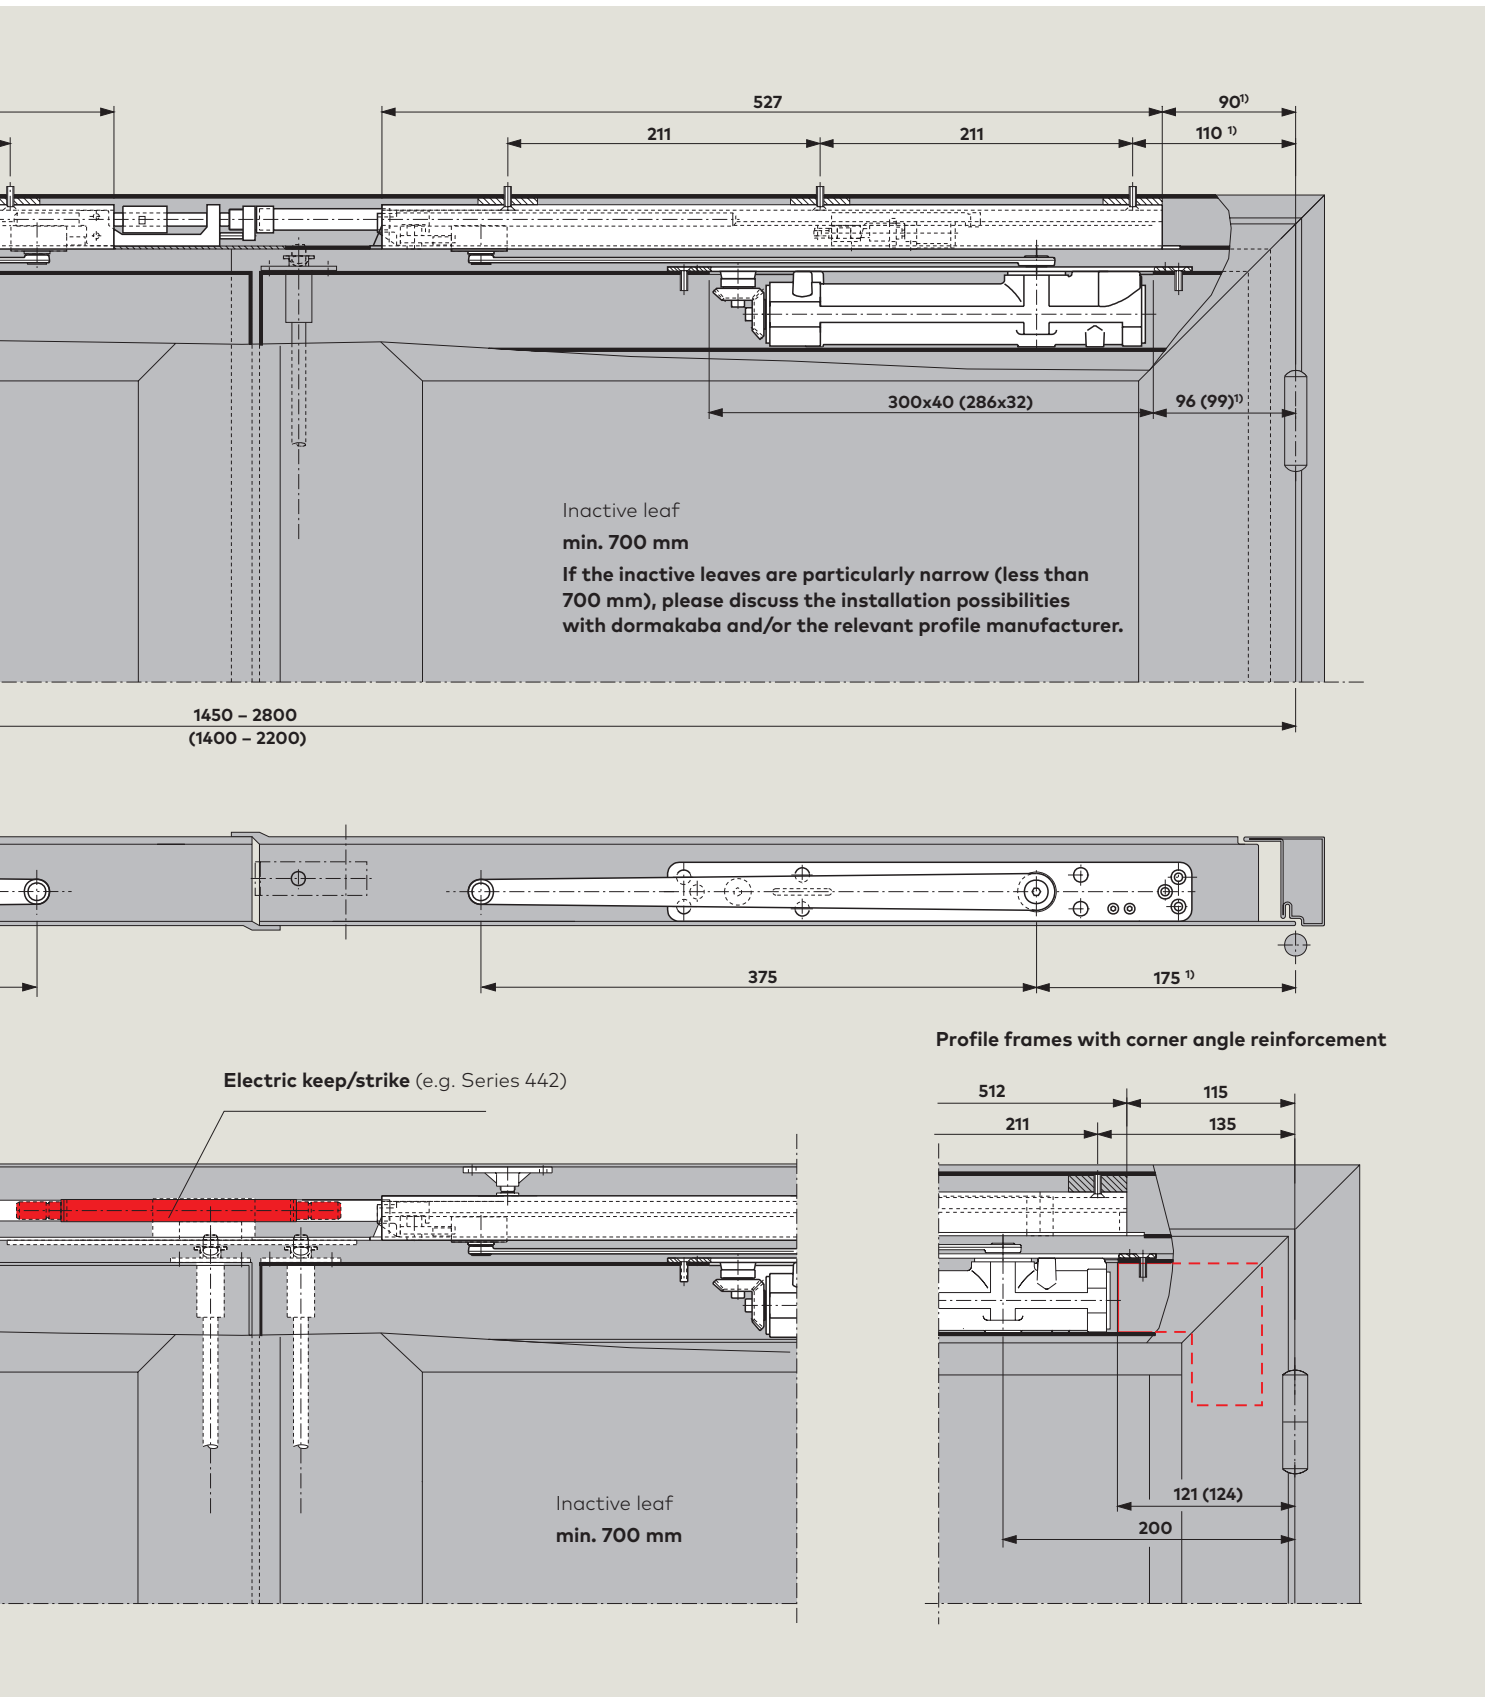 527
90¹⁾
211
211
110 ¹⁾
300x40 (286x32)
96 (99)¹⁾
Inactive leaf
min. 700 mm
If the inactive leaves are particularly narrow (less than
700 mm), please discuss the installation possibilities
with dormakaba and/or the relevant profile manufacturer.
1450 – 2800
(1400 – 2200)
375
175 ¹⁾
Profile frames with corner angle reinforcement
Electric keep/strike (e.g. Series 442)
512
115
211
135
121 (124)
200
Inactive leaf
min. 700 mm